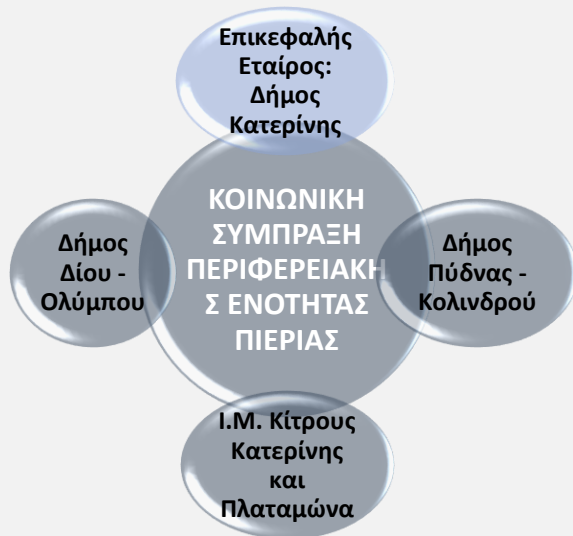 Επικεφαλής
Εταίρος:
Δήμος
Κατερίνης
ΚΟΙΝΩΝΙΚΗ
ΣΥΜΠΡΑΞΗ
ΠΕΡΙΦΕΡΕΙΑΚΗ
Σ ΕΝΟΤΗΤΑΣ
ΠΙΕΡΙΑΣ
Δήμος
Δίου -
Ολύμπου
Δήμος
Πύδνας -
Κολινδρού
Ι.Μ. Κίτρους
Κατερίνης
και
Πλαταμώνα